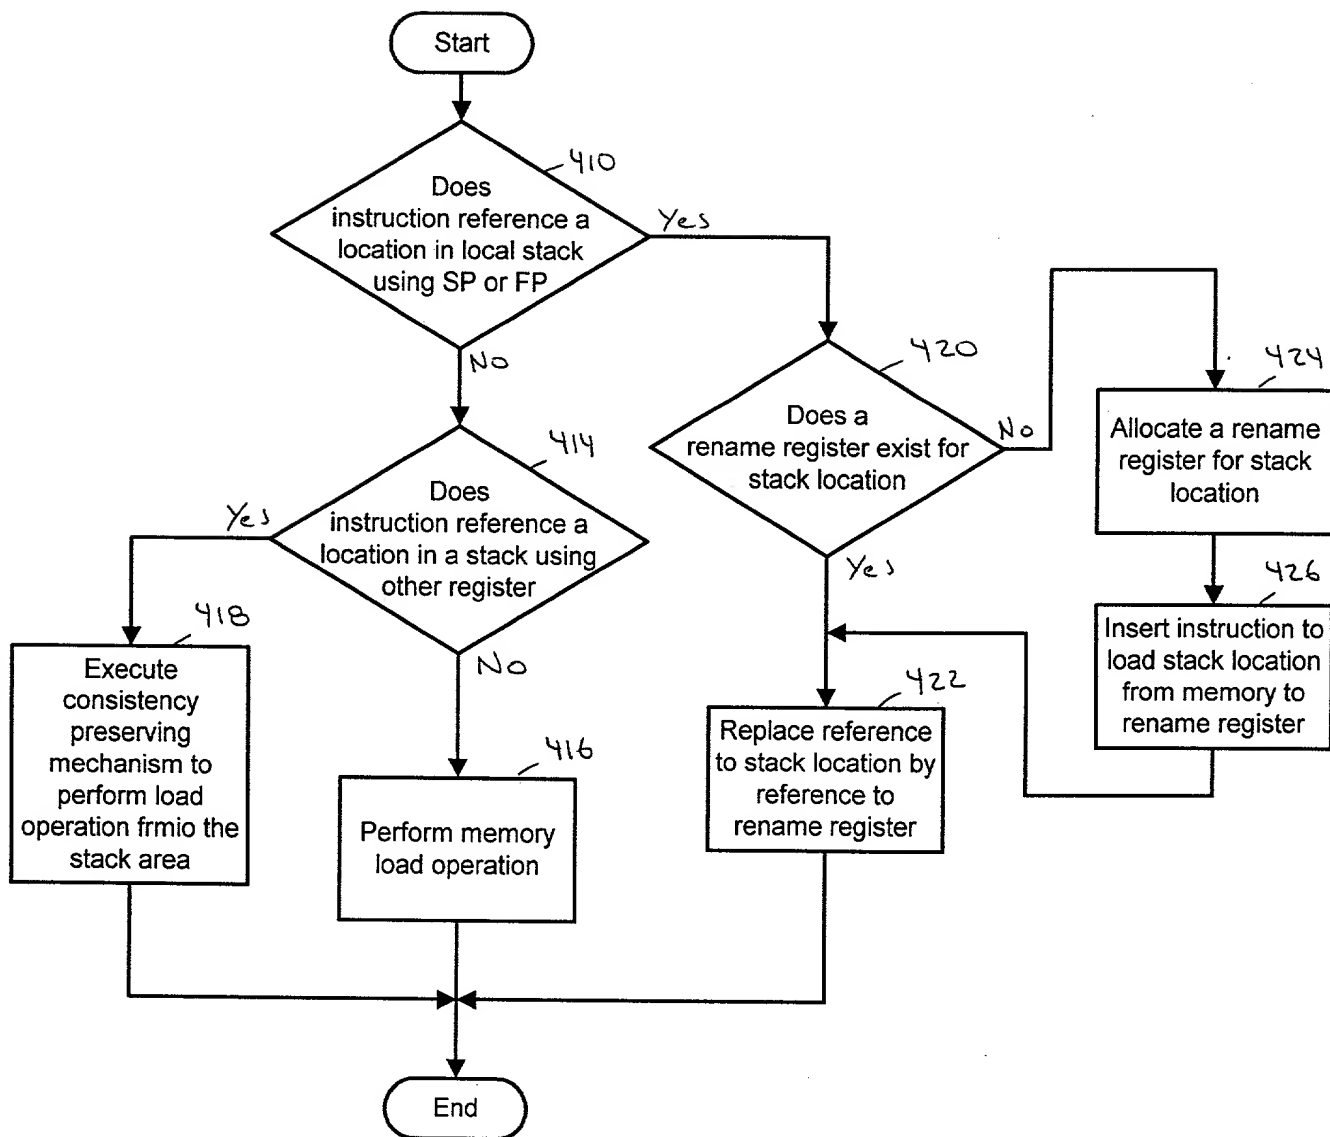 Start
410
Does
instruction reference a
location in local stack
using SP or FP
Yes
No
420
Does a
rename register exist for
stack location
No
Yes
424
Allocate a rename
register for stack
location
426
Insert instruction to
load stack location
from memory to
rename register
414
Does
instruction reference a
location in a stack using
other register
Yes
No
418
Execute
consistency
preserving
mechanism to
perform load
operation frmio the
stack area
416
Perform memory
load operation
422
Replace reference
to stack location by
reference to
rename register
End